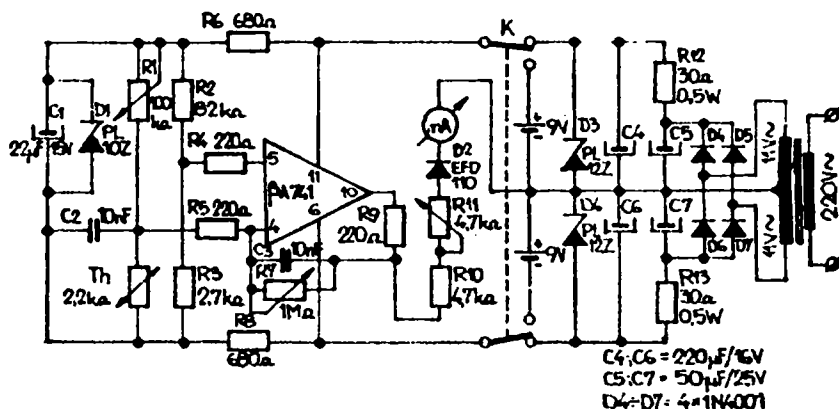 R6 680Ω
K
R1
100
kΩ
R2
82kΩ
C1
22µF
15V
D1
PL
10Z
R4 220Ω
5
11
βA741
10
4
6
C2
10nF
R5 220Ω
C3
10nF
R7
1MΩ
Th
2,2kΩ
R3
2,7kΩ
R8
680Ω
R9
220Ω
mA
D2
EFD
110
R11
4,7kΩ
R10
4,7kΩ
+
9V
-
+
9V
-
D3
PL
12Z
D4
PL
12Z
C4
C5
C6
C7
R12
30Ω
0,5W
D4
D5
D6
D7
11V~
11V~
220V~
R13
30Ω
0,5W
C4;C6 = 220µF/16V
C5;C7 = 50µF/25V
D4÷D7: 4×1N4001